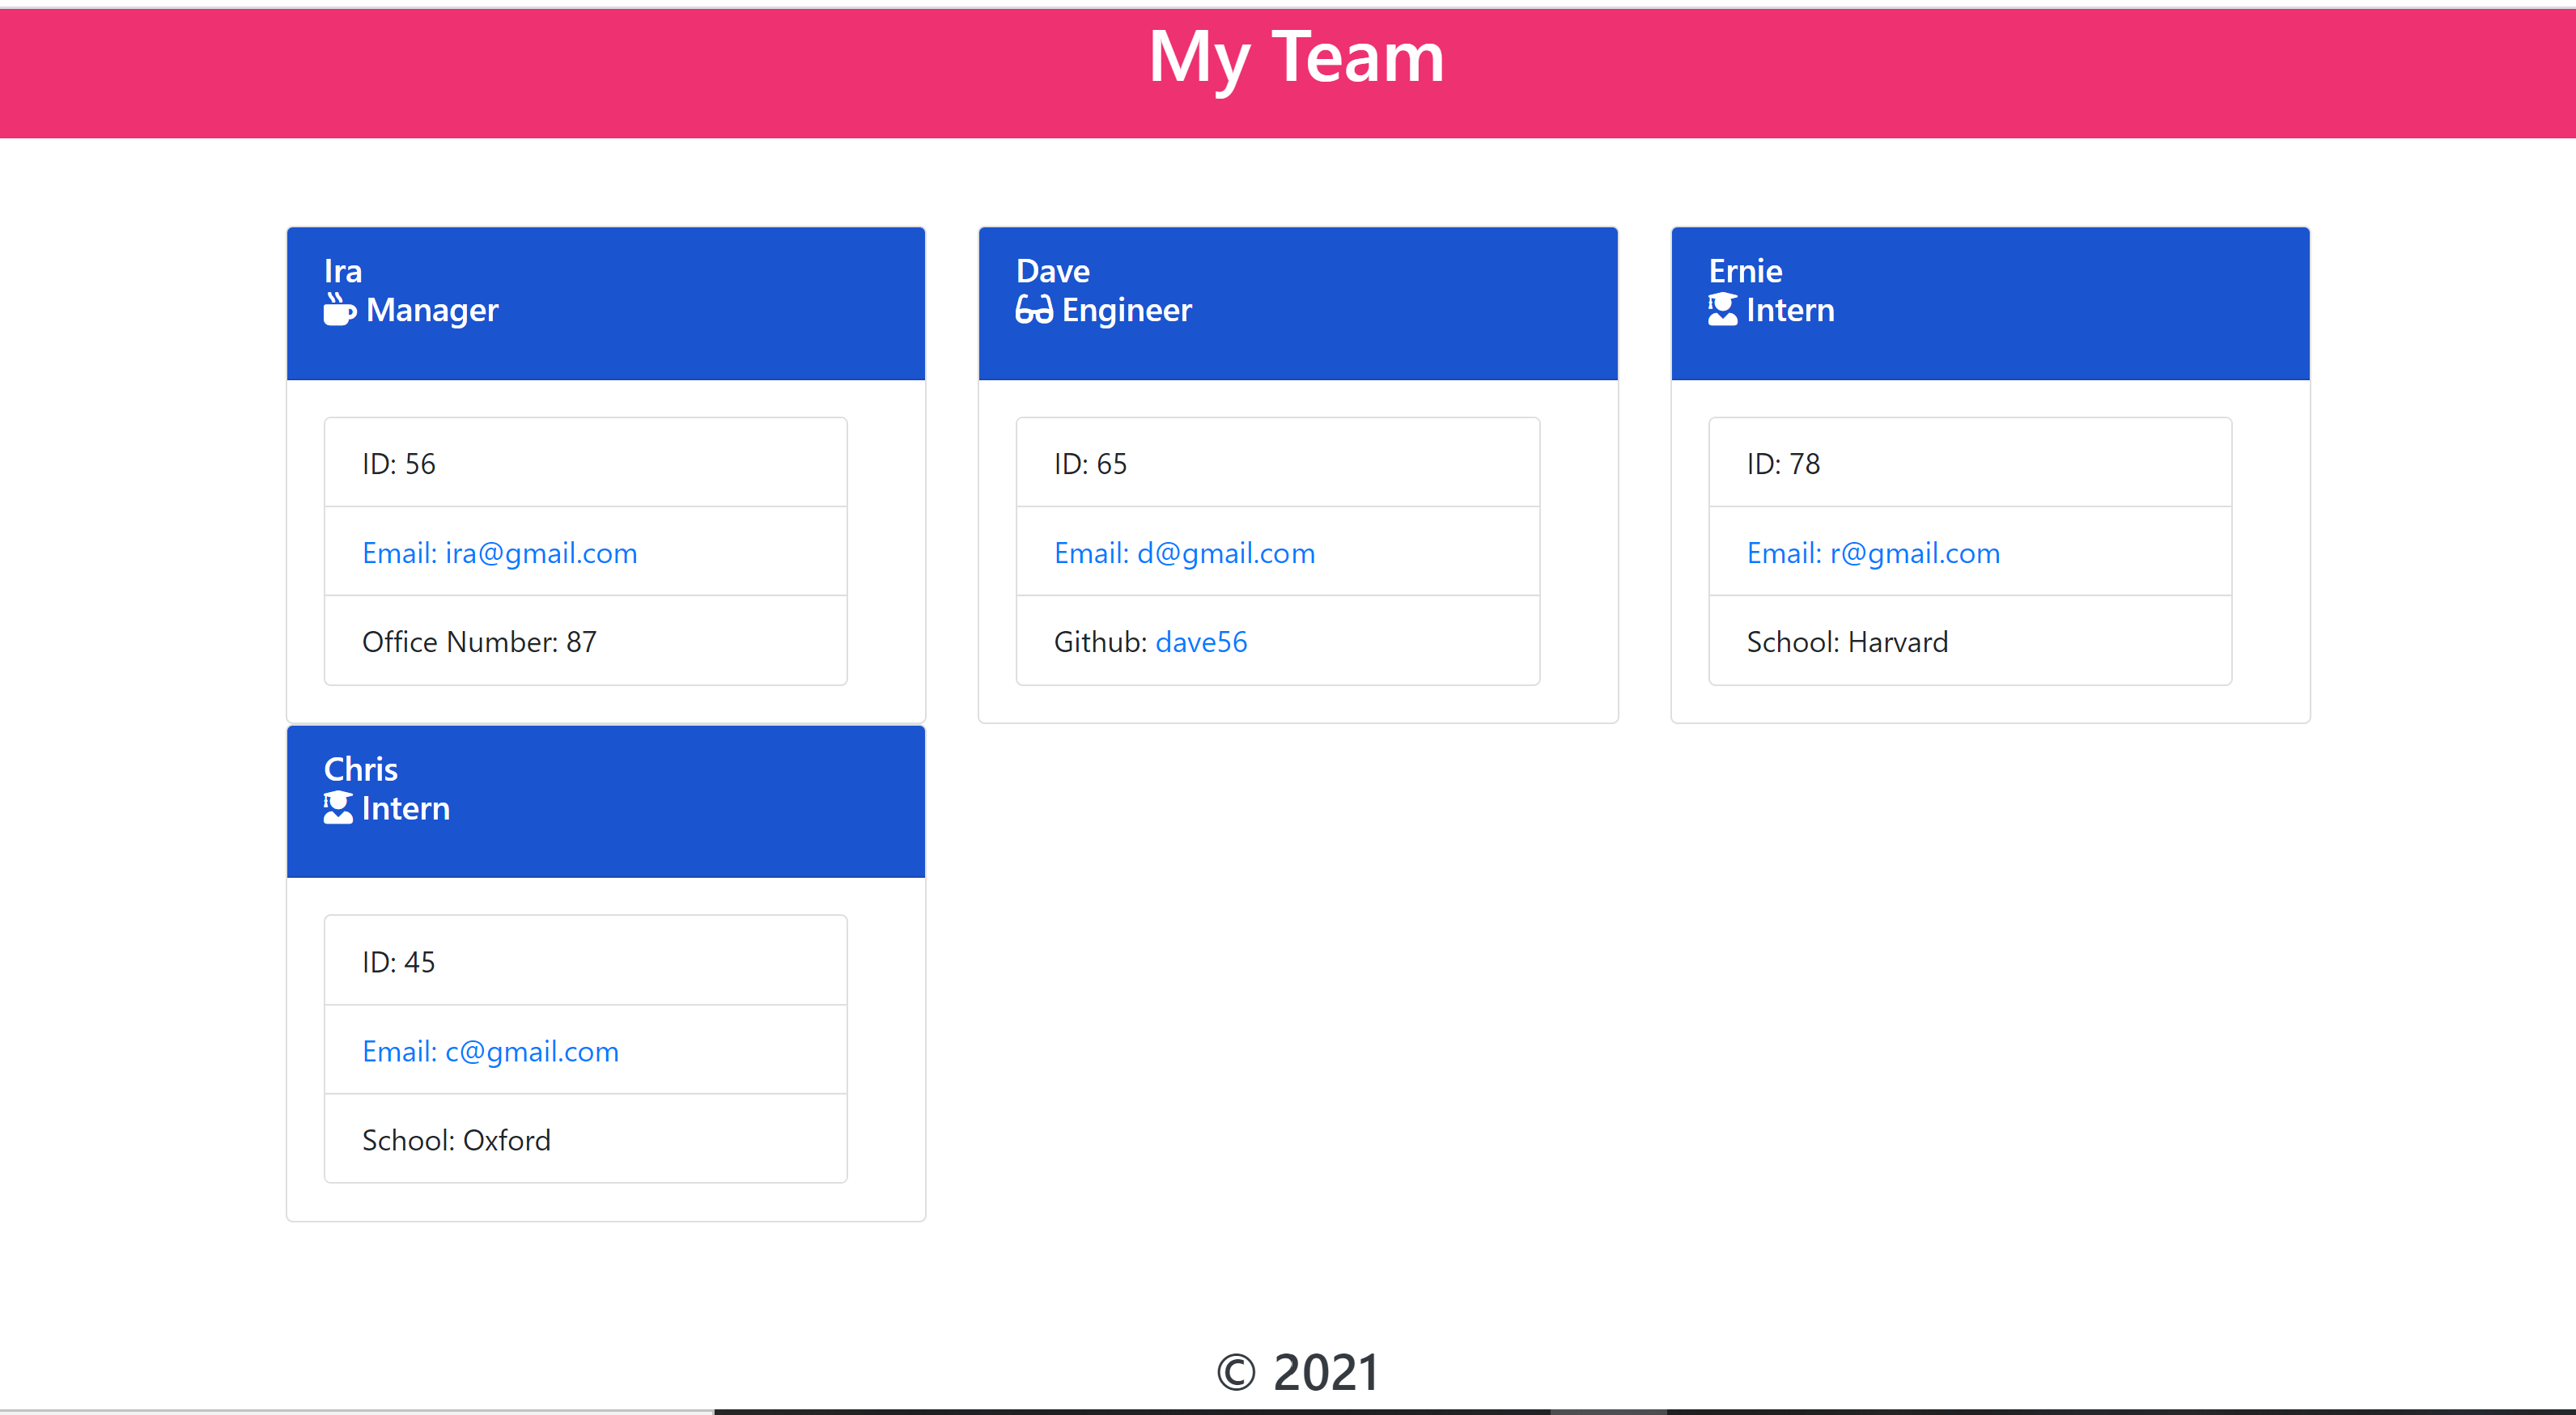 My Team
Ira
Manager
ID: 56
Email: ira@gmail.com
Office Number: 87
Dave
Engineer
ID: 65
Email: d@gmail.com
Github: dave56
Ernie
Intern
ID: 78
Email: r@gmail.com
School: Harvard
Chris
Intern
ID: 45
Email: c@gmail.com
School: Oxford
© 2021